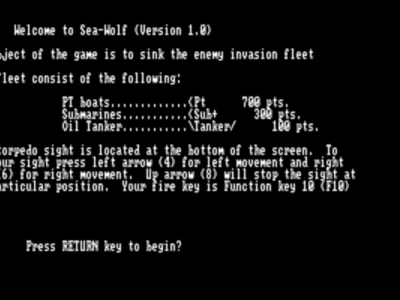 Welcome to Sea-Wolf (Version 1.0)
bject of the game is to sink the enemy invasion fleet
fleet consist of the following:
PT boats.............(Pt 700 pts.
Submarines...........(Sub+ 300 pts.
Oil Tanker...........\Tanker/ 100 pts.
torpedo sight is located at the bottom of the screen. To
our sight press left arrow (4) for left movement and right
(6) for right movement. Up arrow (8) will stop the sight at
articular position. Your fire key is Function key 10 (F10)
Press RETURN key to begin?